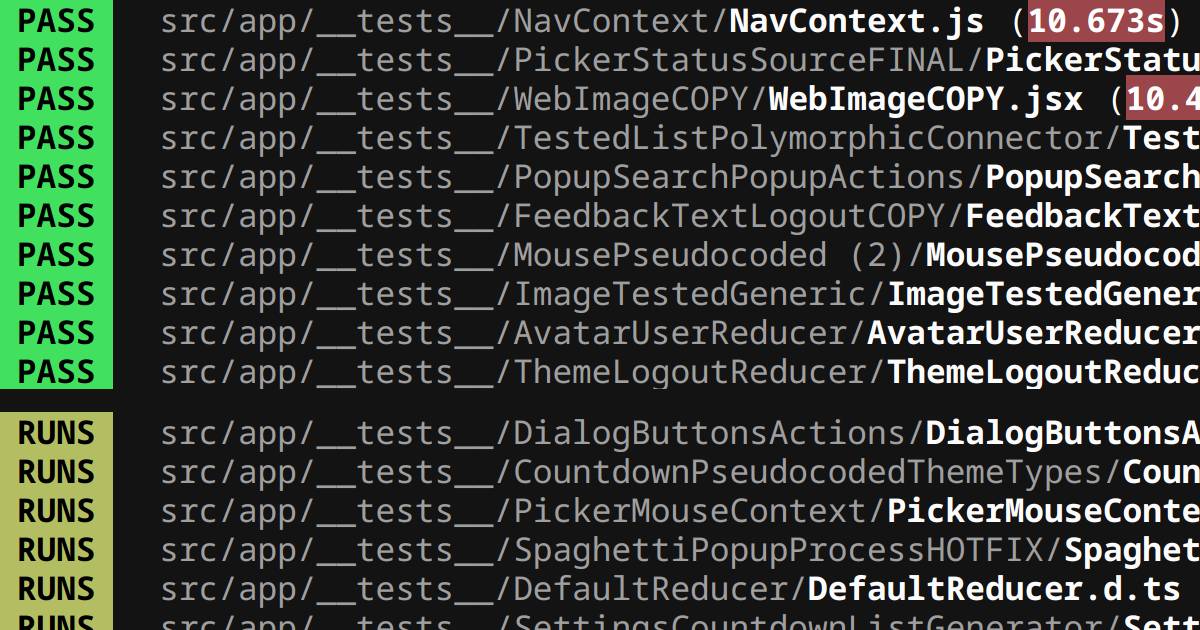 PASS src/app/__tests__/NavContext/NavContext.js (10.673s)
PASS src/app/__tests__/PickerStatusSourceFINAL/PickerStatu
PASS src/app/__tests__/WebImageCOPY/WebImageCOPY.jsx (10.4
PASS src/app/__tests__/TestedListPolymorphicConnector/Test
PASS src/app/__tests__/PopupSearchPopupActions/PopupSearch
PASS src/app/__tests__/FeedbackTextLogoutCOPY/FeedbackText
PASS src/app/__tests__/MousePseudocoded (2)/MousePseudocod
PASS src/app/__tests__/ImageTestedGeneric/ImageTestedGener
PASS src/app/__tests__/AvatarUserReducer/AvatarUserReducer
PASS src/app/__tests__/ThemeLogoutReducer/ThemeLogoutReduc
RUNS src/app/__tests__/DialogButtonsActions/DialogButtonsA
RUNS src/app/__tests__/CountdownPseudocodedThemeTypes/Coun
RUNS src/app/__tests__/PickerMouseContext/PickerMouseConte
RUNS src/app/__tests__/SpaghettiPopupProcessHOTFIX/Spaghet
RUNS src/app/__tests__/DefaultReducer/DefaultReducer.d.ts
RUNS src/app/__tests__/SettingsCountdownListGenerator/Sett